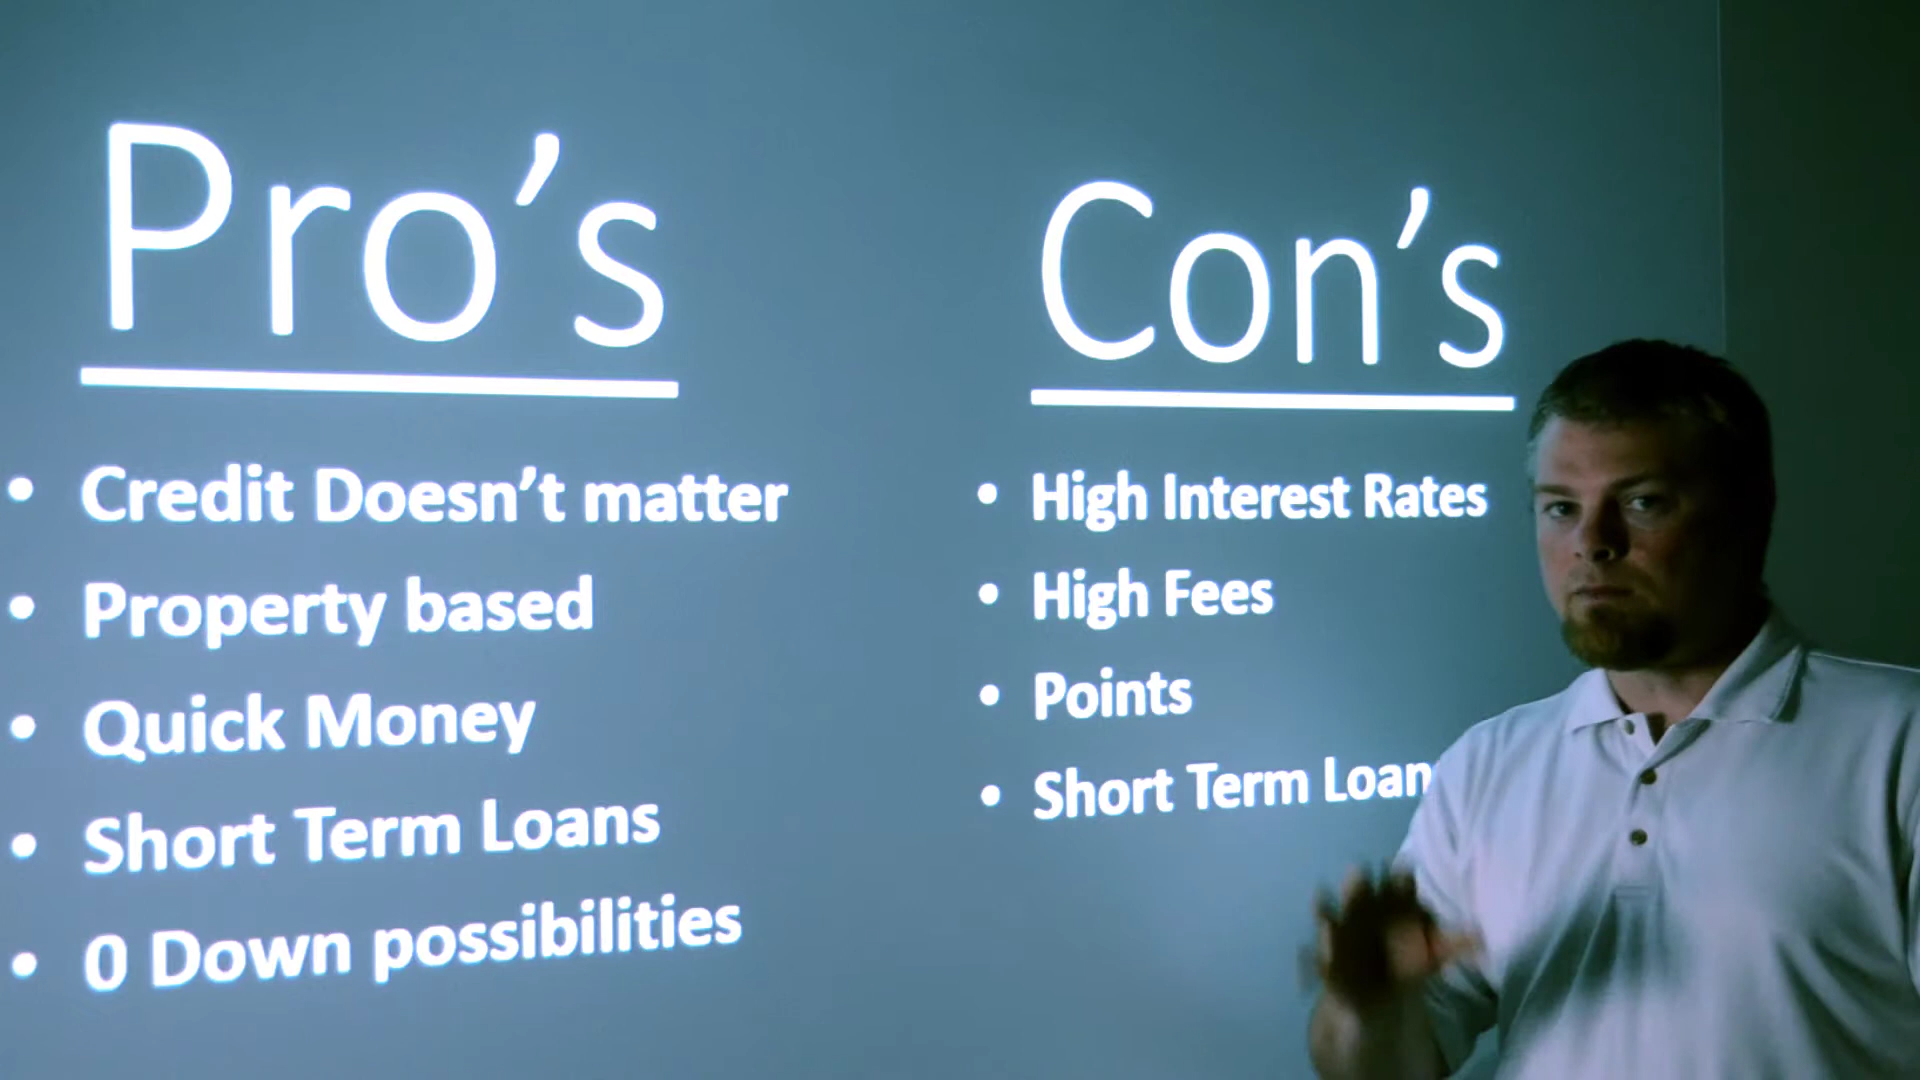 Pro’s
• Credit Doesn’t matter
• Property based
• Quick Money
• Short Term Loans
• 0 Down possibilities
Con’s
• High Interest Rates
• High Fees
• Points
• Short Term Loan